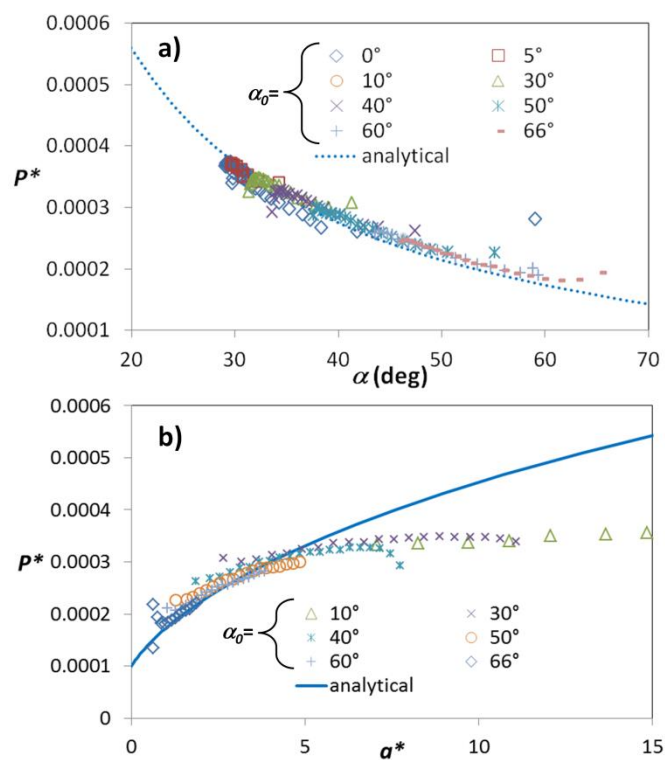 0.0006
a)
0° 5°
0.0005
10° 30°
α₀=
40° 50°
0.0004
60° 66°
P*
analytical
0.0003
0.0002
0.0001
20 30 40 50 60 70
α (deg)
0.0006
b)
0.0005
0.0004
P*
0.0003
10° 30°
0.0002
α₀=
40° 50°
60° 66°
0.0001
analytical
0
0 5 10 15
a*